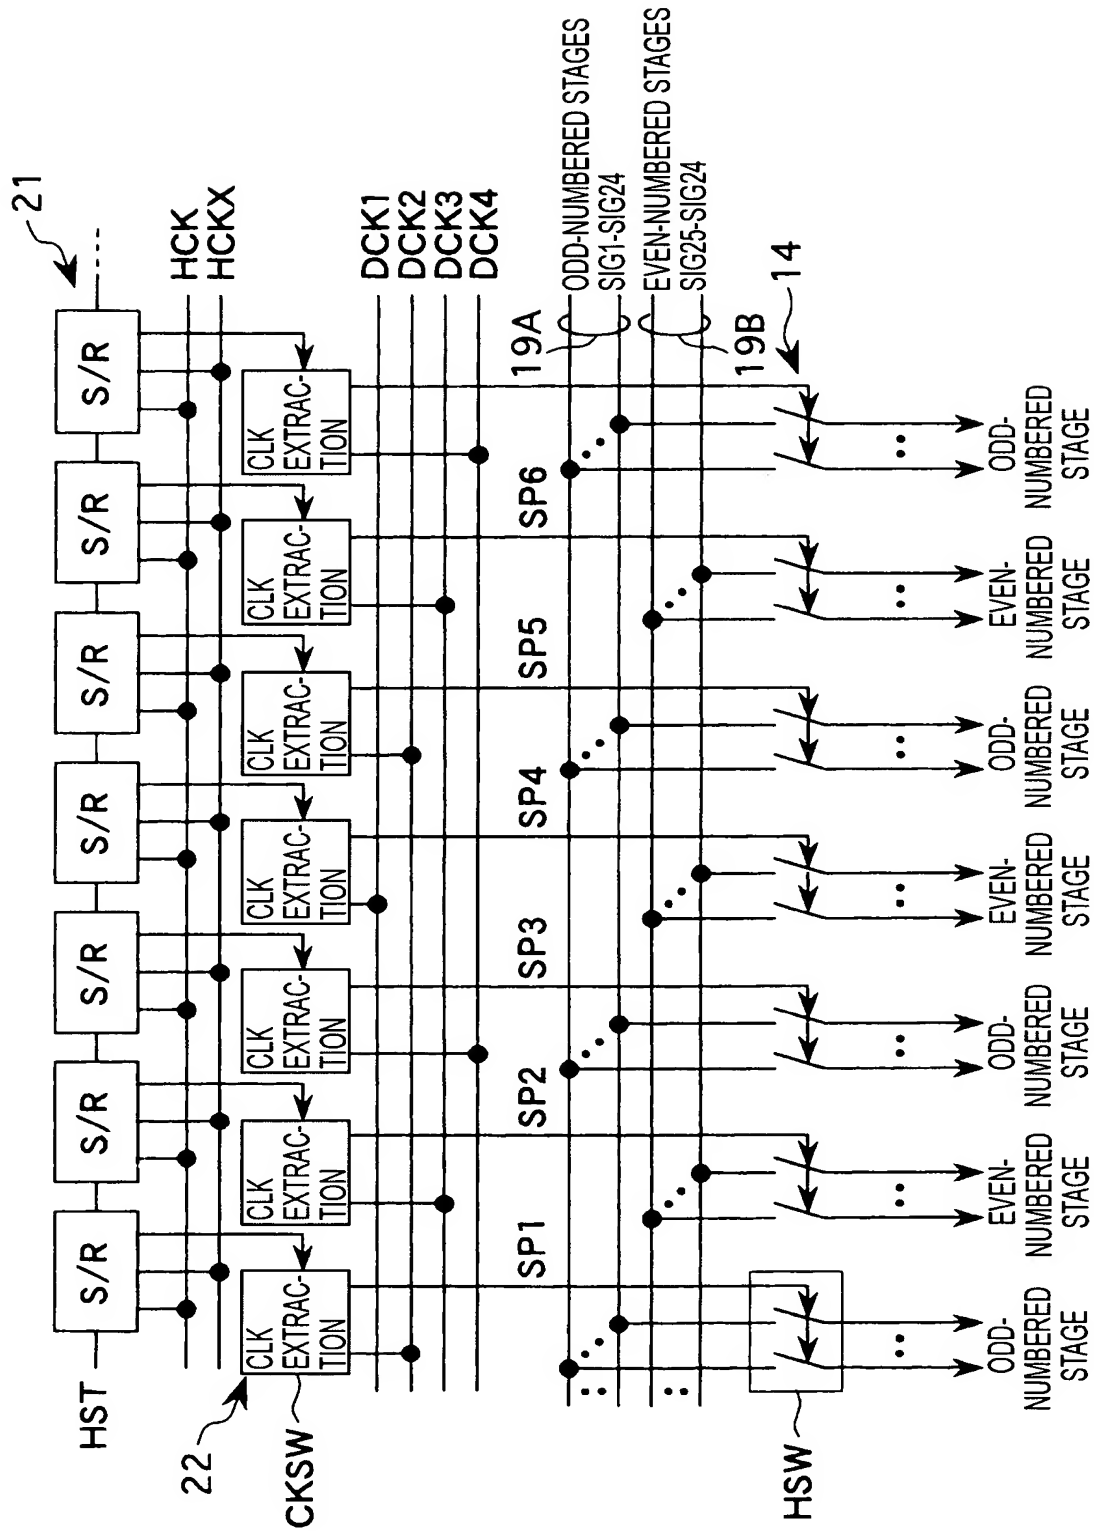 21
HST
S/R
S/R
S/R
S/R
S/R
S/R
S/R
HCK
HCKX
22
CKSW
CLK
EXTRAC-
TION
CLK
EXTRAC-
TION
CLK
EXTRAC-
TION
CLK
EXTRAC-
TION
CLK
EXTRAC-
TION
CLK
EXTRAC-
TION
CLK
EXTRAC-
TION
DCK1
DCK2
DCK3
DCK4
SP1
SP2
SP3
SP4
SP5
SP6
19A
ODD-NUMBERED STAGES
SIG1-SIG24
EVEN-NUMBERED STAGES
SIG25-SIG24
19B
14
HSW
ODD-
NUMBERED
STAGE
EVEN-
NUMBERED
STAGE
ODD-
NUMBERED
STAGE
EVEN-
NUMBERED
STAGE
ODD-
NUMBERED
STAGE
EVEN-
NUMBERED
STAGE
ODD-
NUMBERED
STAGE